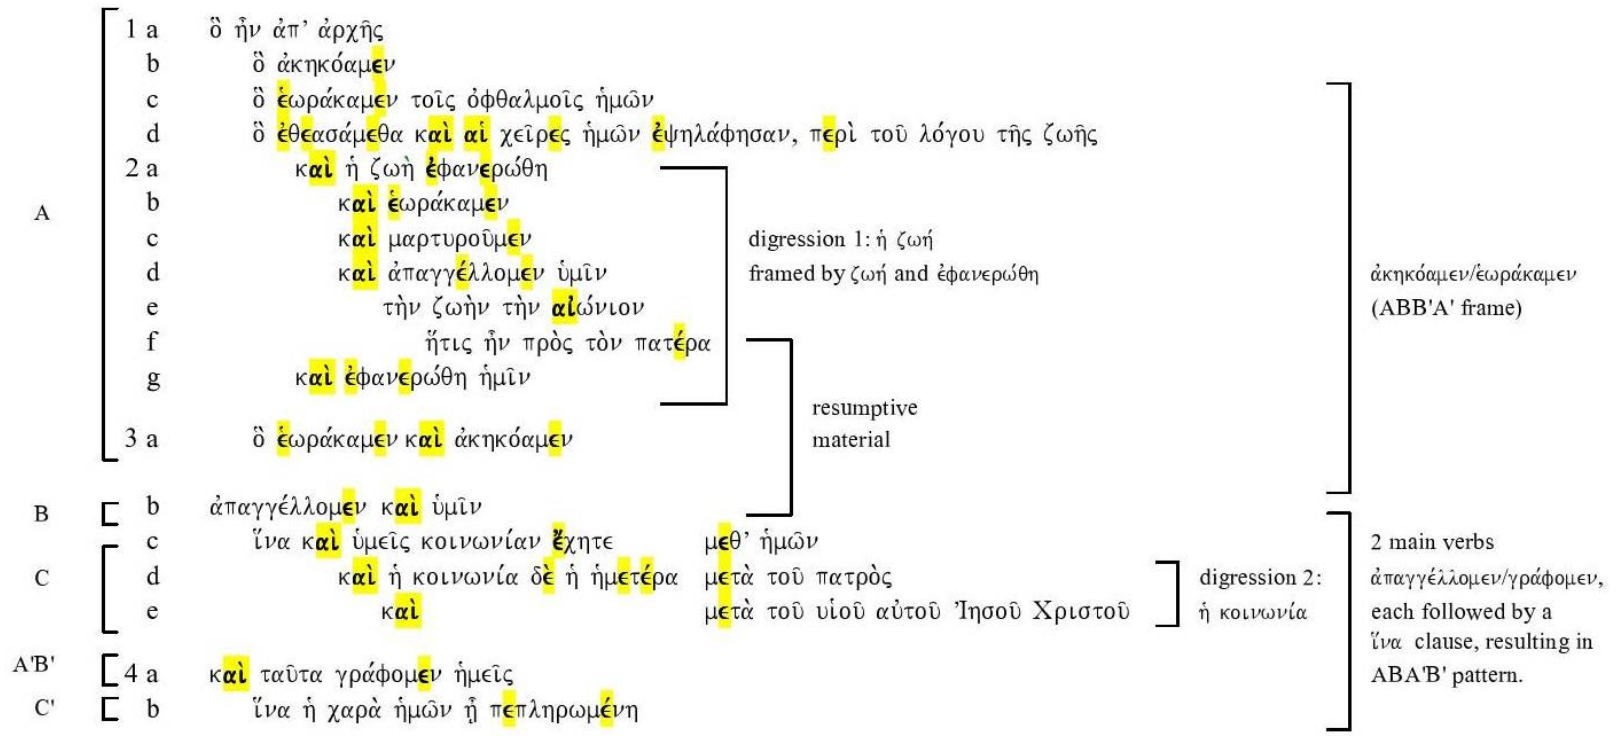 1 a ὃ ἦν ἀπ’ ἀρχῆς
b ὃ ἀκηκόαμεν
c ὃ ἑωράκαμεν τοῖς ὀφθαλμοῖς ἡμῶν
d ὃ ἐθεασάμεθα καὶ αἱ χεῖρες ἡμῶν ἐψηλάφησαν, περὶ τοῦ λόγου τῆς ζωῆς
2 a καὶ ἡ ζωὴ ἐφανερώθη
b καὶ ἑωράκαμεν
A
c καὶ μαρτυροῦμεν digression 1: ἡ ζωή
d καὶ ἀπαγγέλλομεν ὑμῖν framed by ζωή and ἐφανερώθη ἀκηκόαμεν/ἑωράκαμεν
e τὴν ζωὴν τὴν αἰώνιον (ABB'A' frame)
f ἥτις ἦν πρὸς τὸν πατέρα
g καὶ ἐφανερώθη ἡμῖν
resumptive
3 a ὃ ἑωράκαμεν καὶ ἀκηκόαμεν material
B b ἀπαγγέλλομεν καὶ ὑμῖν
c ἵνα καὶ ὑμεῖς κοινωνίαν ἔχητε μεθ’ ἡμῶν 2 main verbs
C d καὶ ἡ κοινωνία δὲ ἡ ἡμετέρα μετὰ τοῦ πατρὸς digression 2: ἀπαγγέλλομεν/γράφομεν,
e καὶ μετὰ τοῦ υἱοῦ αὐτοῦ Ἰησοῦ Χριστοῦ ἡ κοινωνία each followed by a
ἵνα clause, resulting in
A'B' 4 a καὶ ταῦτα γράφομεν ἡμεῖς ABA'B' pattern.
C' b ἵνα ἡ χαρὰ ἡμῶν ᾖ πεπληρωμένη